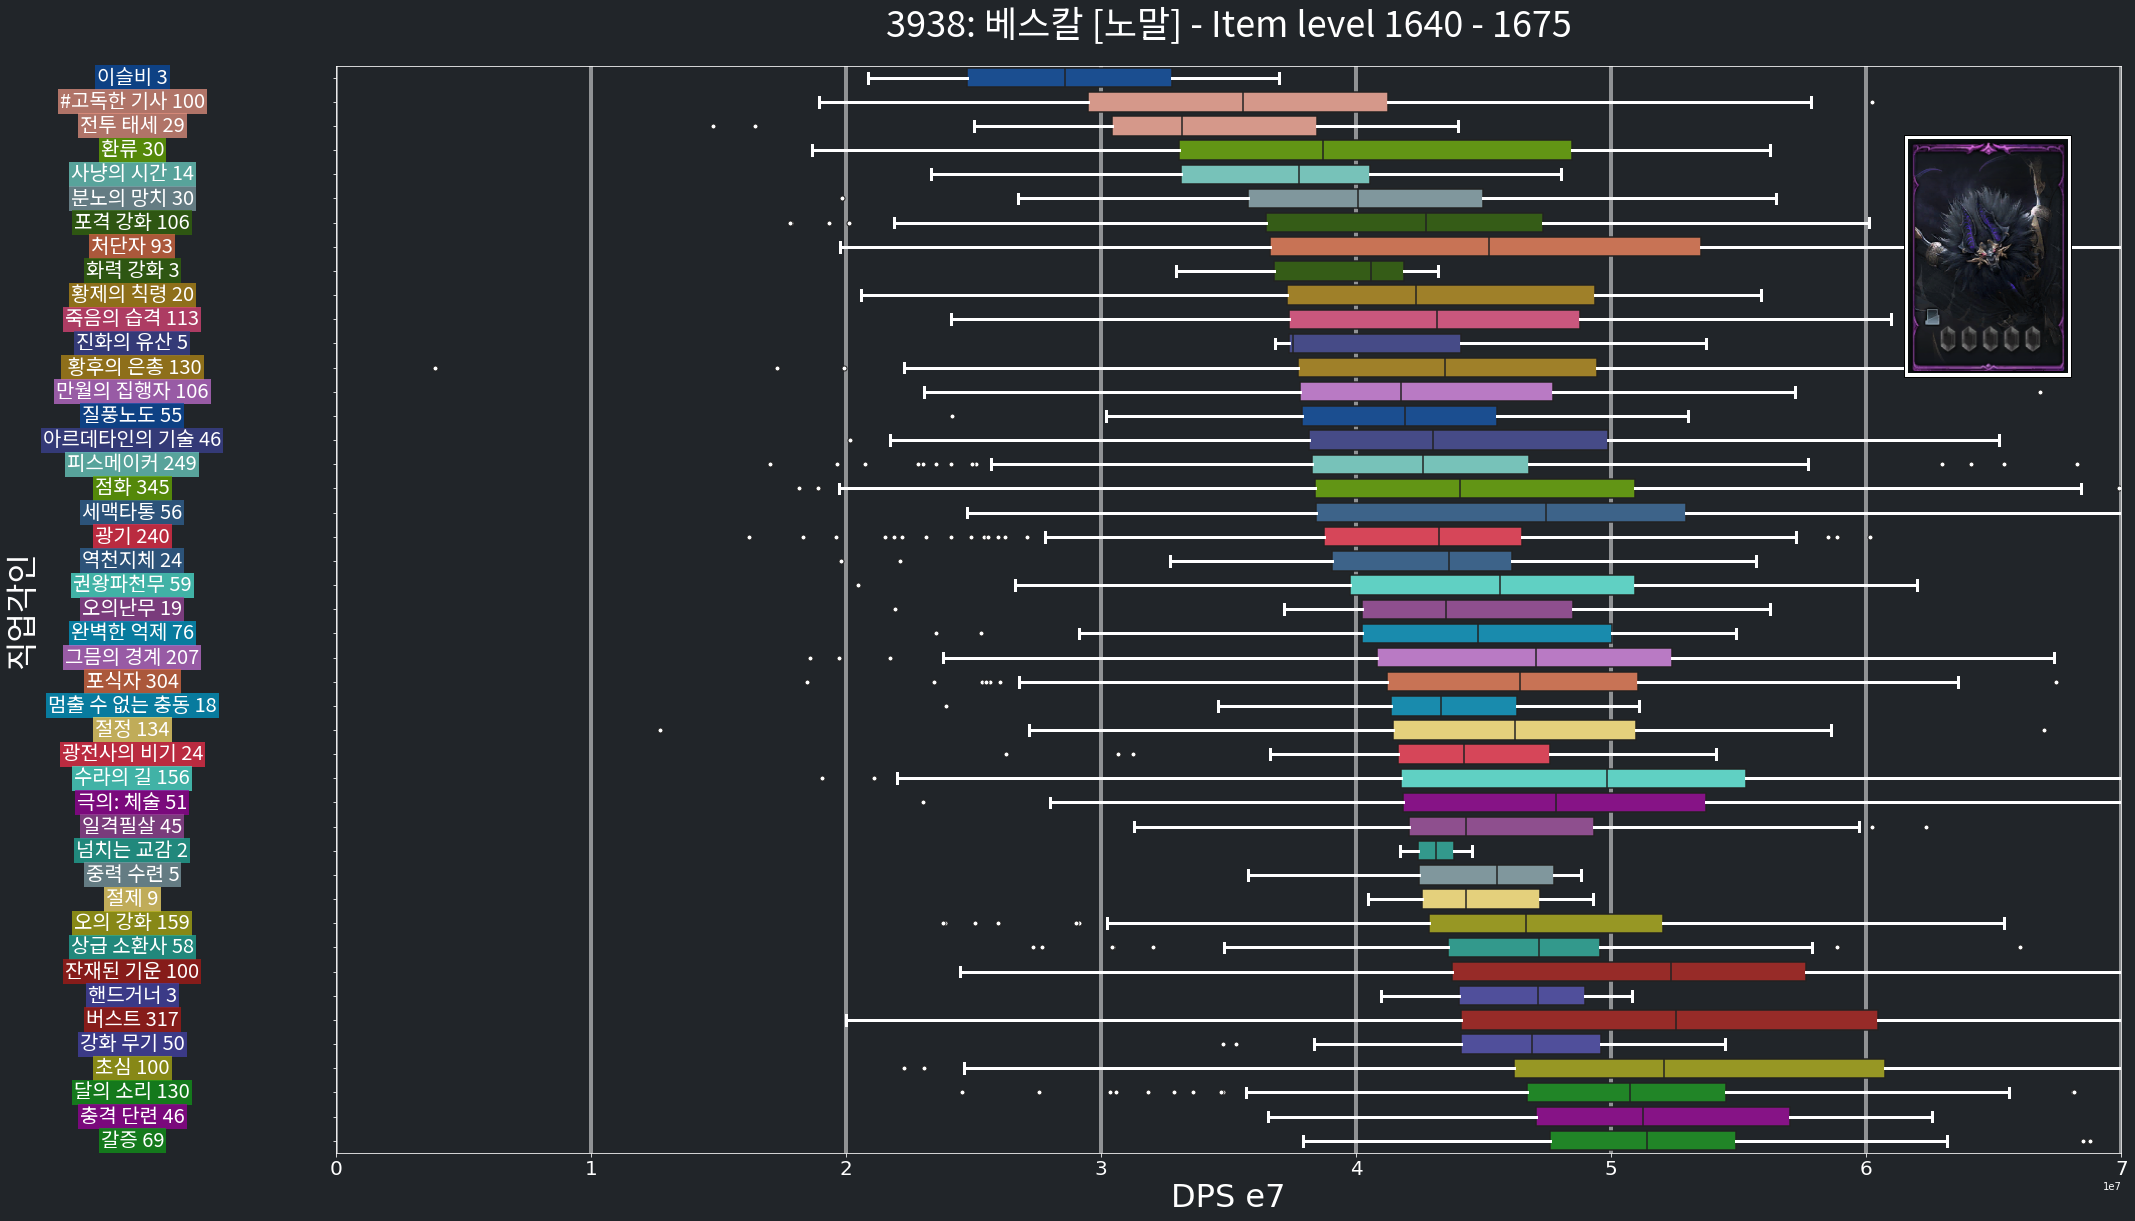 3938: 베스칼 [노말] - Item level 1640 - 1675
직업각인
이슬비 3
#고독한 기사 100
전투 태세 29
환류 30
사냥의 시간 14
분노의 망치 30
포격 강화 106
처단자 93
화력 강화 3
황제의 칙령 20
죽음의 습격 113
진화의 유산 5
황후의 은총 130
만월의 집행자 106
질풍노도 55
아르데타인의 기술 46
피스메이커 249
점화 345
세맥타통 56
광기 240
역천지체 24
권왕파천무 59
오의난무 19
완벽한 억제 76
그믐의 경계 207
포식자 304
멈출 수 없는 충동 18
절정 134
광전사의 비기 24
수라의 길 156
극의: 체술 51
일격필살 45
넘치는 교감 2
중력 수련 5
절제 9
오의 강화 159
상급 소환사 58
잔재된 기운 100
핸드거너 3
버스트 317
강화 무기 50
초심 100
달의 소리 130
충격 단련 46
갈증 69
0 1 2 3 4 5 6 7
1e7
DPS e7